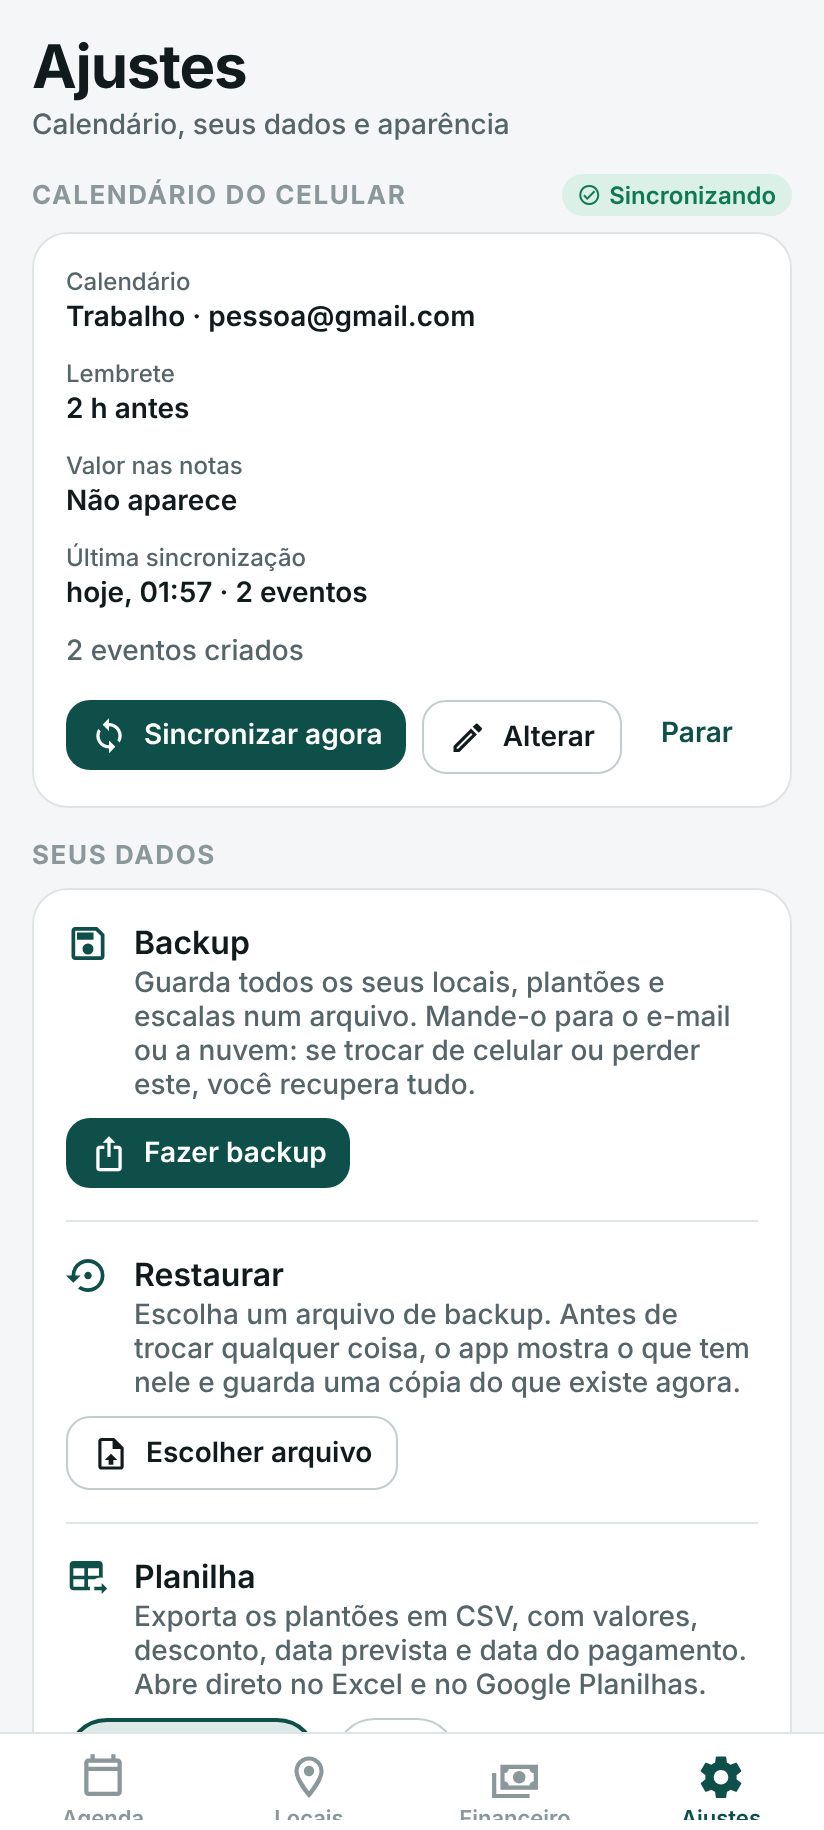 Ajustes
Calendário, seus dados e aparência
CALENDÁRIO DO CELULAR
Sincronizando
Calendário
Trabalho · pessoa@gmail.com
Lembrete
2 h antes
Valor nas notas
Não aparece
Última sincronização
hoje, 01:57 · 2 eventos
2 eventos criados
Sincronizar agora
Alterar
Parar
SEUS DADOS
Backup
Guarda todos os seus locais, plantões e
escalas num arquivo. Mande-o para o e-mail
ou a nuvem: se trocar de celular ou perder
este, você recupera tudo.
Fazer backup
Restaurar
Escolha um arquivo de backup. Antes de
trocar qualquer coisa, o app mostra o que tem
nele e guarda uma cópia do que existe agora.
Escolher arquivo
Planilha
Exporta os plantões em CSV, com valores,
desconto, data prevista e data do pagamento.
Abre direto no Excel e no Google Planilhas.
Agenda
Locais
Financeiro
Ajustes